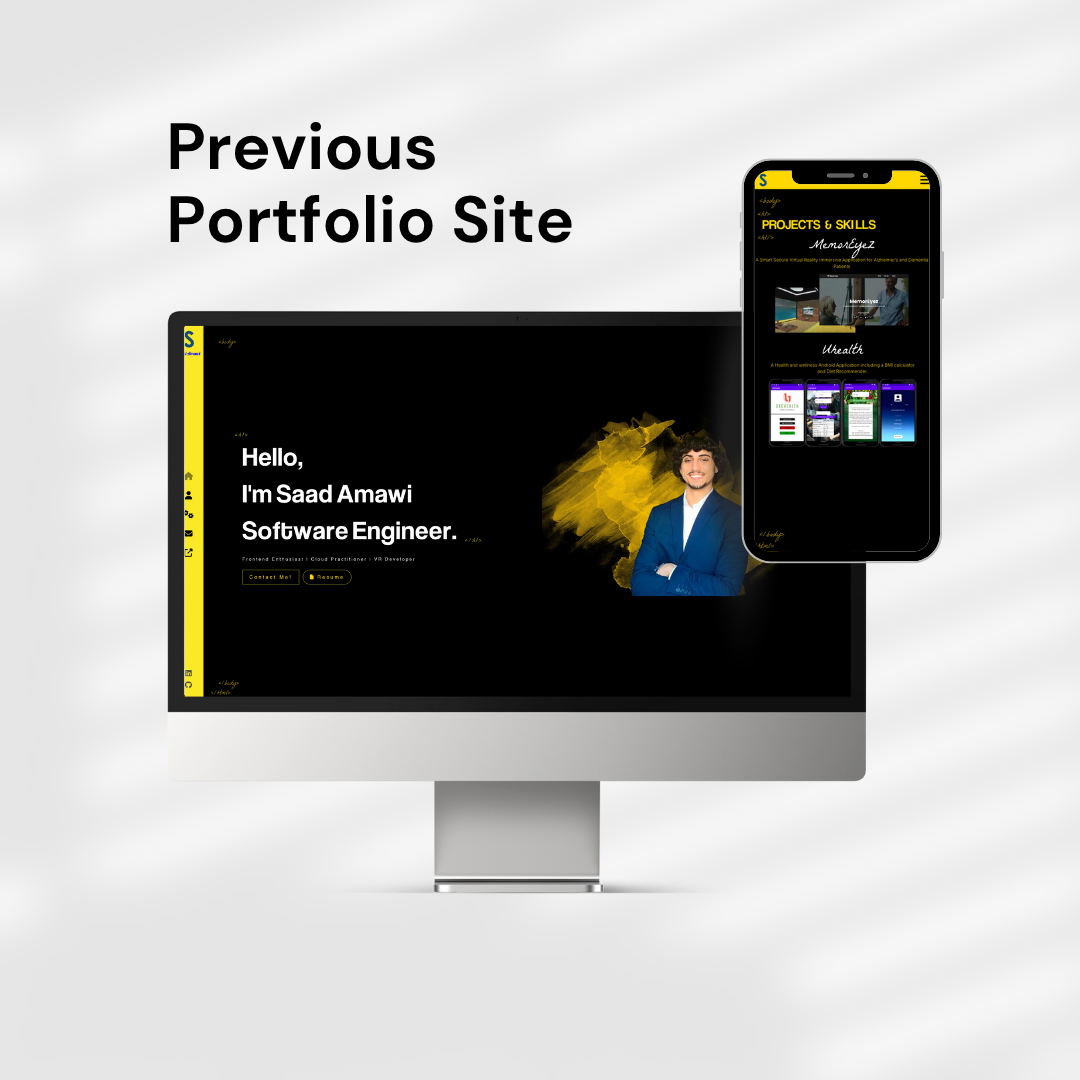 Previous
Portfolio Site
S
<body>
<h1>
Hello,
I'm Saad Amawi
Software Engineer.
</h1>
Frontend Enthusiast | Cloud Practitioner | VR Developer
Contact Me!
Resume
</body>
</html>
S
<body>
<h1>
PROJECTS & SKILLS
</h1>
MemorEyeZ
A Smart Secure Virtual Reality Immersive Application for Alzheimer's and Dementia
Patients
MemorEyez
Uhealth
A Health and wellness Android Application including a BMI calculator
and Diet Recommender
</body>
</html>